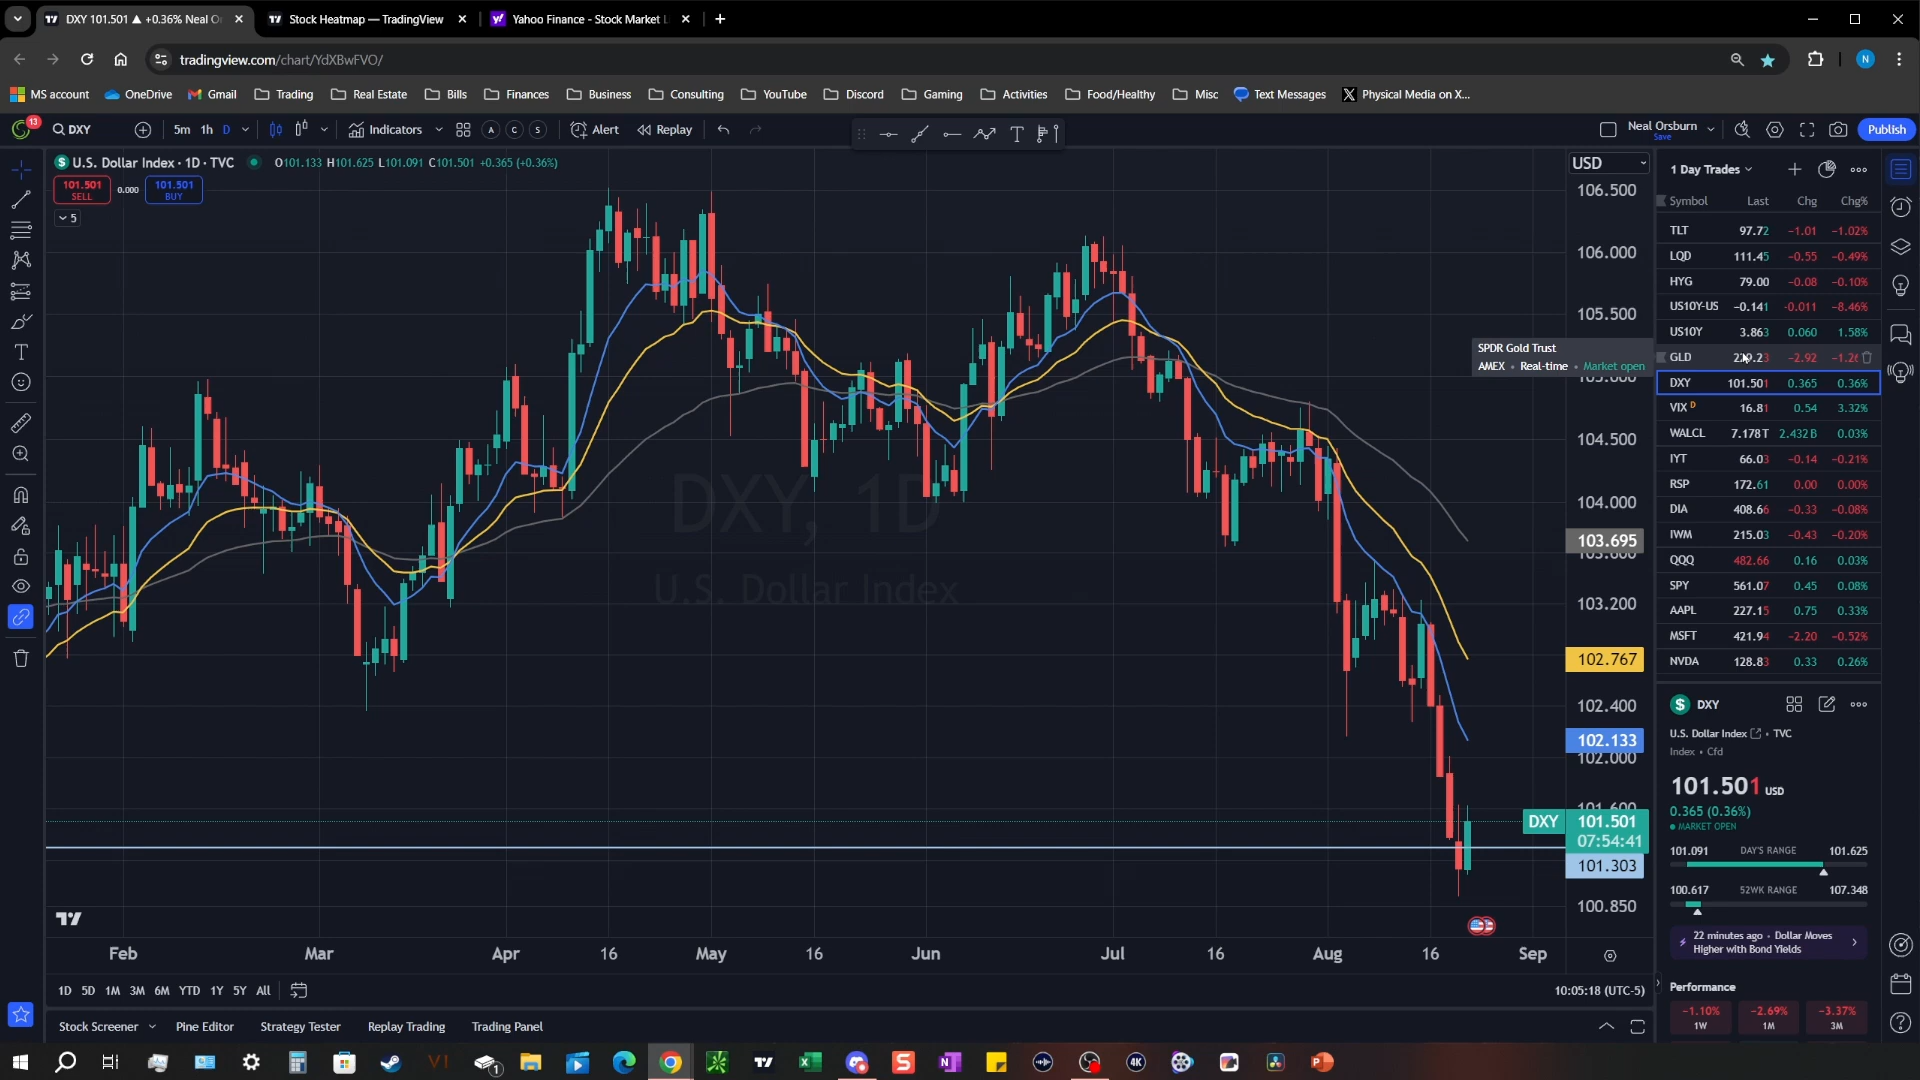 DXY 101.501 ▲ +0.36% Neal O
Stock Heatmap — TradingView
Yahoo Finance - Stock Market L
tradingview.com/chart/YdXBwFVO/
N
MS account
OneDrive
Gmail
Trading
Real Estate
Bills
Finances
Business
Consulting
YouTube
Discord
Gaming
Activities
Food/Healthy
Misc
Text Messages
Physical Media on X...
13
DXY
5m 1h D
Indicators
A C S
Alert
Replay
Neal Orsburn
Save
Publish
U.S. Dollar Index · 1D · TVC
O101.133 H101.625 L101.091 C101.501 +0.365 (+0.36%)
101.501
SELL
0.000
101.501
BUY
5
DXY, 1D
U.S. Dollar Index
USD
106.500
106.000
105.500
104.500
104.000
103.695
103.200
102.767
102.400
102.133
102.000
DXY 101.501
07:54:41
101.303
100.850
Feb Mar Apr 16 May 16 Jun Jul 16 Aug 16 Sep
1D 5D 1M 3M 6M YTD 1Y 5Y All
10:05:18 (UTC-5)
Stock Screener
Pine Editor
Strategy Tester
Replay Trading
Trading Panel
SPDR Gold Trust
AMEX • Real-time • Market open
1 Day Trades
Symbol Last Chg Chg%
TLT 97.72 −1.01 −1.02%
LQD 111.45 −0.55 −0.49%
HYG 79.00 −0.08 −0.10%
US10Y-US −0.141 −0.011 −8.46%
US10Y 3.863 0.060 1.58%
GLD −2.92
DXY 101.501 0.365 0.36%
VIX D 16.81 0.54 3.32%
WALCL 7.178T 2.432B 0.03%
IYT 66.03 −0.14 −0.21%
RSP 172.61 0.00 0.00%
DIA 408.66 −0.33 −0.08%
IWM 215.03 −0.43 −0.20%
QQQ 482.66 0.16 0.03%
SPY 561.07 0.45 0.08%
AAPL 227.15 0.75 0.33%
MSFT 421.94 −2.20 −0.52%
NVDA 128.83 0.33 0.26%
DXY
U.S. Dollar Index • TVC
Index • Cfd
101.501 USD
0.365 (0.36%)
MARKET OPEN
101.091 DAY'S RANGE 101.625
100.617 52WK RANGE 107.348
22 minutes ago • Dollar Moves
Higher with Bond Yields
Performance
−1.10% −2.69% −3.37%
1W 1M 3M